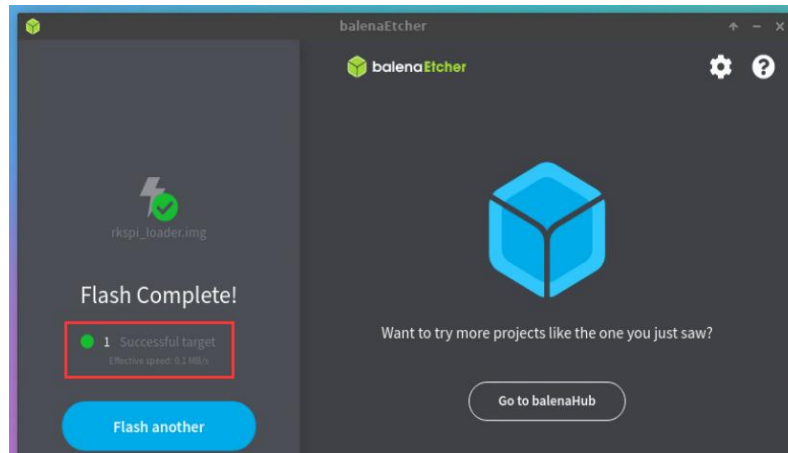 balenaEtcher
balenaEtcher
rkspi_loader.img
Flash Complete!
1 Successful target
Effective speed: 0.1 MB/s
Flash another
Want to try more projects like the one you just saw?
Go to balenaHub